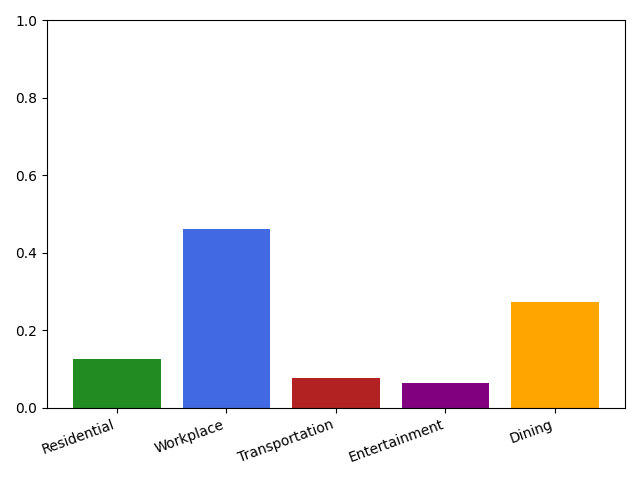 1.0
0.8
0.6
0.4
0.2
0.0
Residential
Workplace
Transportation
Entertainment
Dining